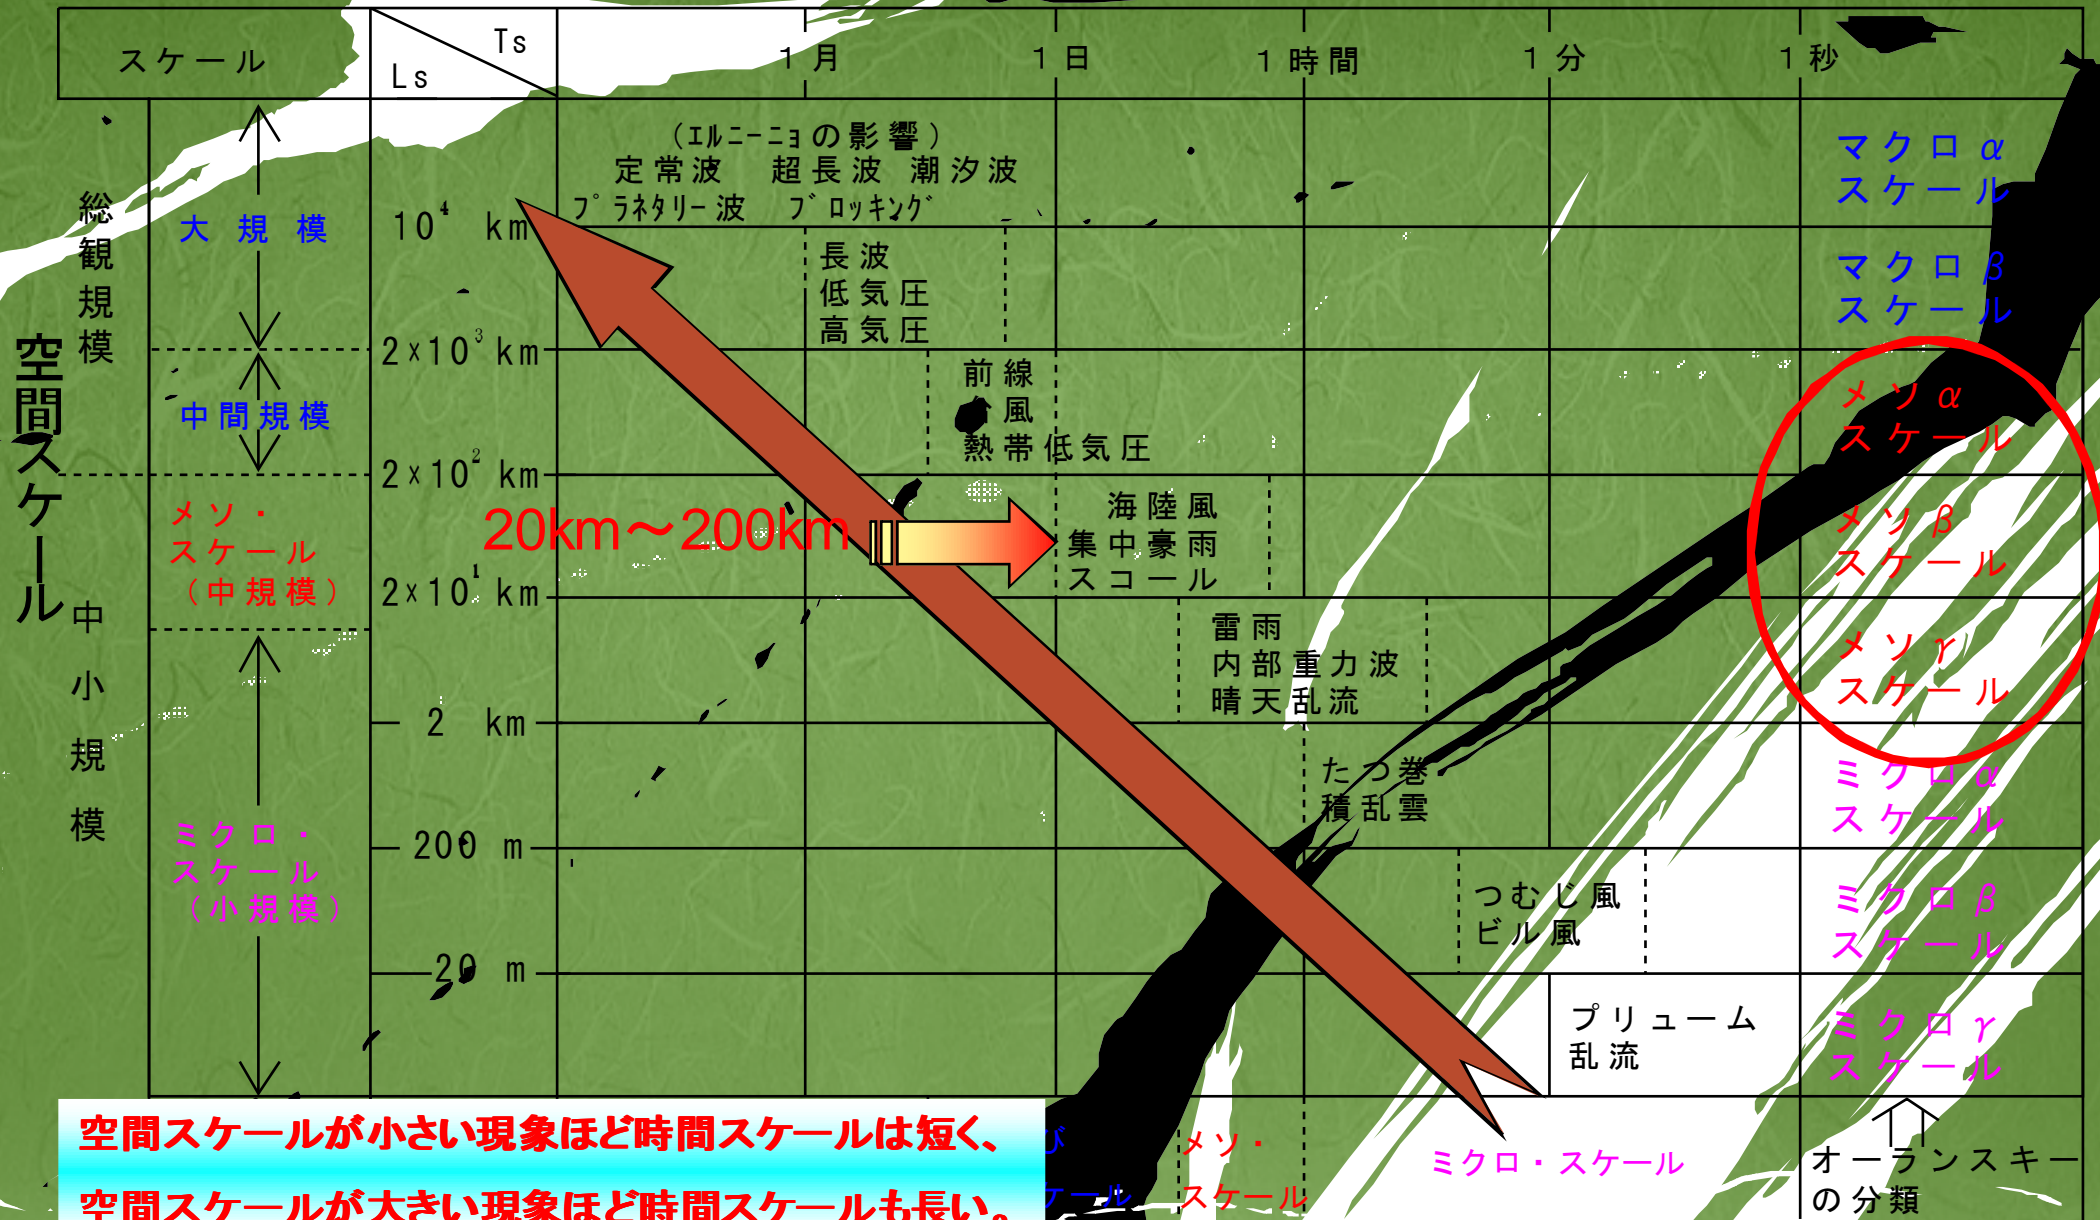 スケール
Ts
Ls
1月
1日
1時間
1分
1秒
空間スケール
総観規模
中小規模
大規模
中間規模
メソ・
スケール
(中規模)
ミクロ・
スケール
(小規模)
10⁴ km
2×10³ km
2×10² km
2×10¹ km
2 km
200 m
20 m
(エルニーニョの影響)
定常波 超長波 潮汐波
プラネタリー波 ブロッキング
長波
低気圧
高気圧
前線
風
熱帯低気圧
20km～200km
海陸風
集中豪雨
スコール
雷雨
内部重力波
晴天乱流
たつ巻
積乱雲
つむじ風
ビル風
プリューム
乱流
マクロα
スケール
マクロβ
スケール
メソα
スケール
メソβ
スケール
メソγ
スケール
ミクロα
スケール
ミクロβ
スケール
ミクロγ
スケール
空間スケールが小さい現象ほど時間スケールは短く、
空間スケールが大きい現象ほど時間スケールも長い。
メソ・
スケール
ミクロ・スケール
オーランスキー
の分類